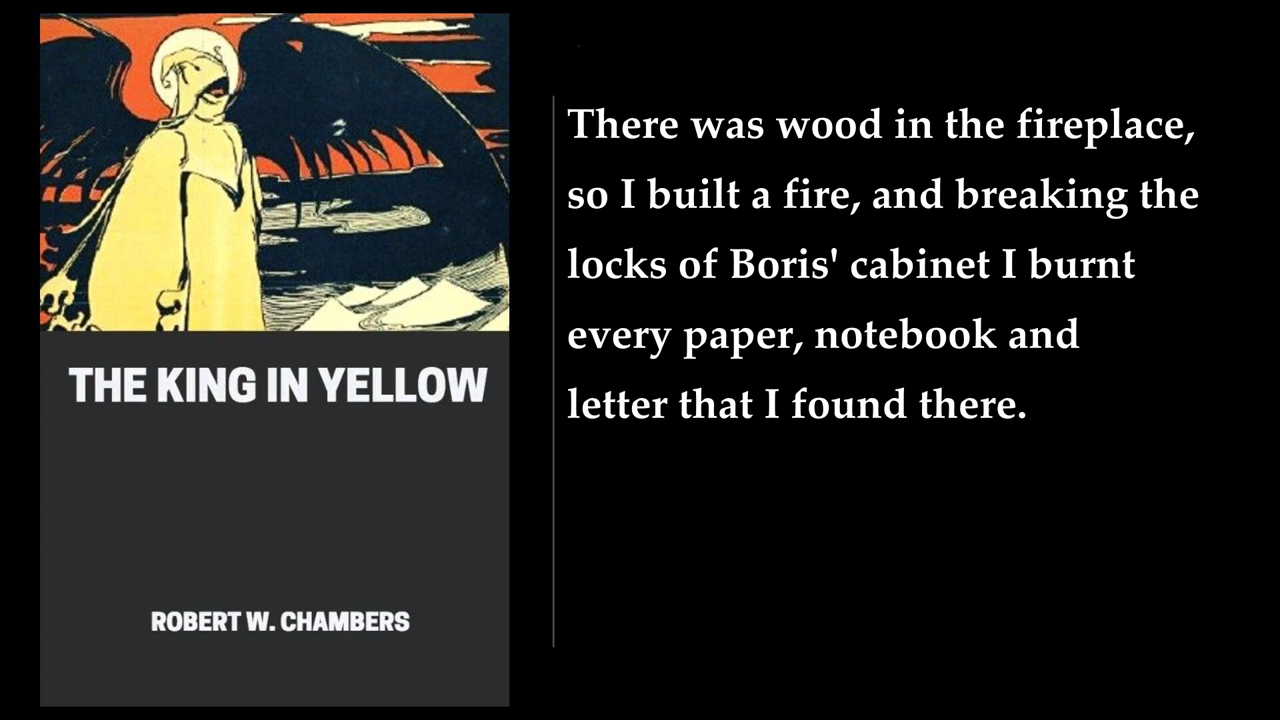 THE KING IN YELLOW
ROBERT W. CHAMBERS
There was wood in the fireplace,
so I built a fire, and breaking the
locks of Boris' cabinet I burnt
every paper, notebook and
letter that I found there.